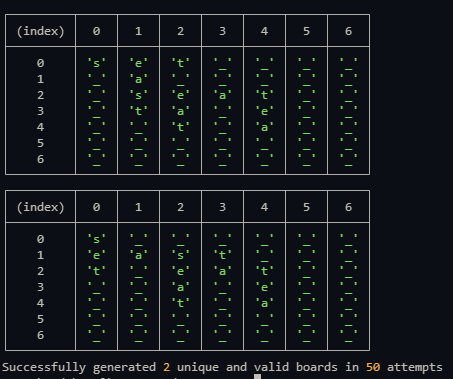 (index) 0 1 2 3 4 5 6
0 's' 'e' 't' '_' '_' '_' '_'
1 '_' 'a' '_' '_' '_' '_' '_'
2 '_' 's' 'e' 'a' 't' '_' '_'
3 '_' 't' 'a' '_' 'e' '_' '_'
4 '_' '_' 't' '_' 'a' '_' '_'
5 '_' '_' '_' '_' '_' '_' '_'
6 '_' '_' '_' '_' '_' '_' '_'
(index) 0 1 2 3 4 5 6
0 's' '_' '_' '_' '_' '_' '_'
1 'e' 'a' 's' 't' '_' '_' '_'
2 't' '_' 'e' 'a' 't' '_' '_'
3 '_' '_' 'a' '_' 'e' '_' '_'
4 '_' '_' 't' '_' 'a' '_' '_'
5 '_' '_' '_' '_' '_' '_' '_'
6 '_' '_' '_' '_' '_' '_' '_'
Successfully generated 2 unique and valid boards in 50 attempts